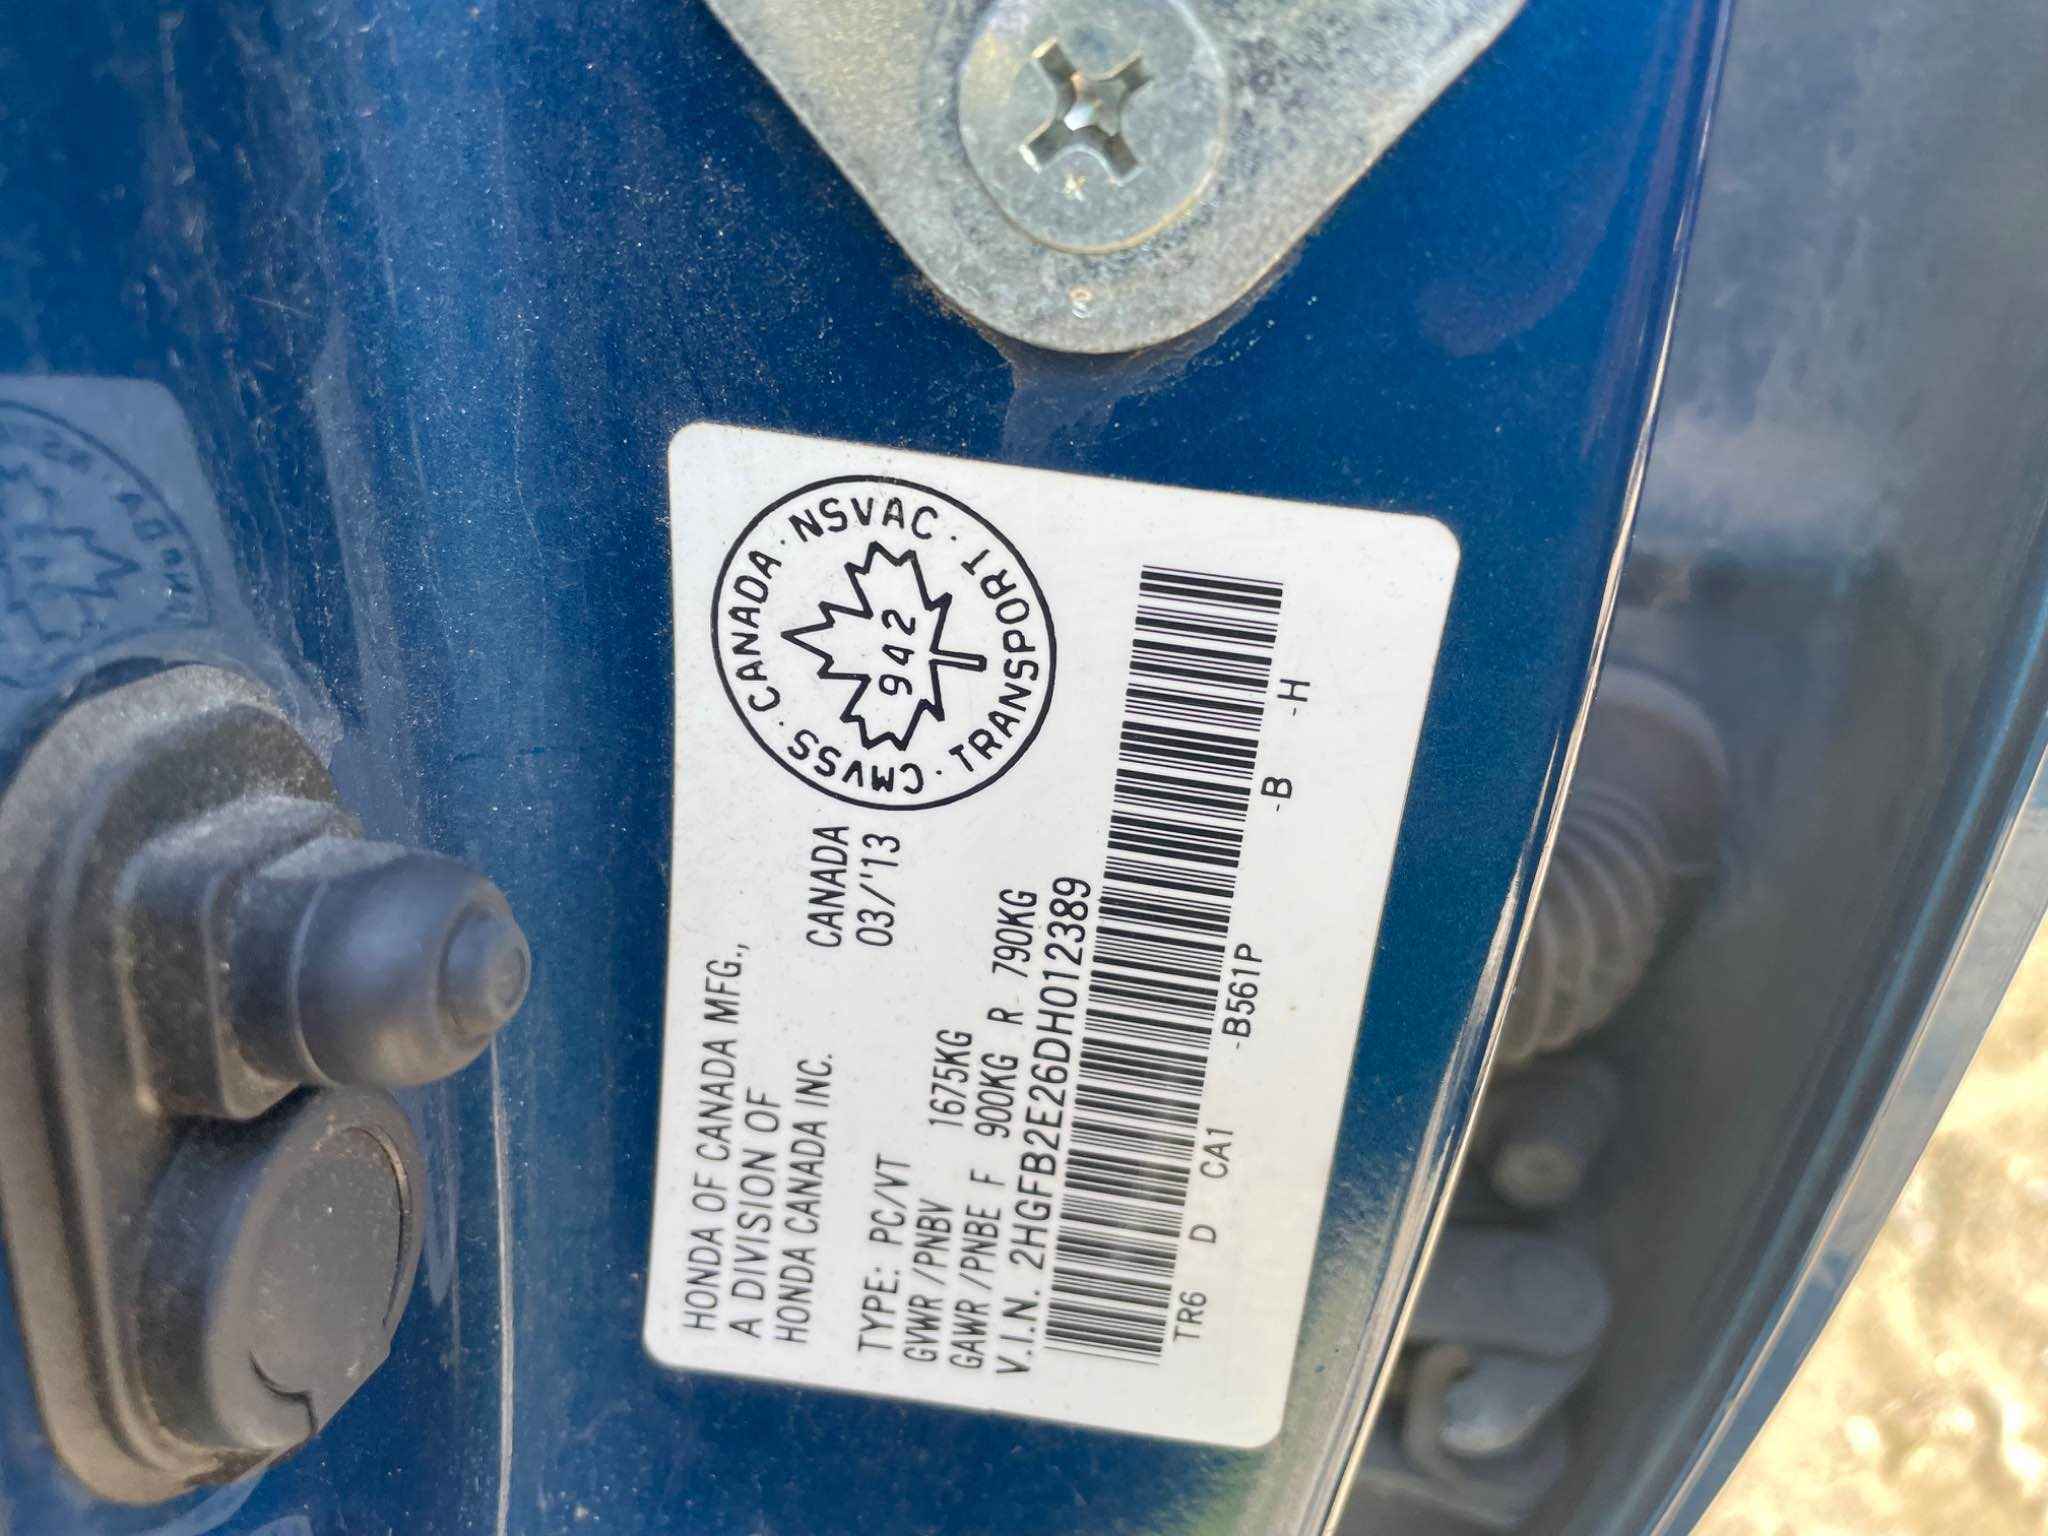 HONDA OF CANADA MFG.,
A DIVISION OF
HONDA CANADA INC.
CANADA
03/'13
CMVSS · CANADA · NSVAC · TRANSPORT ·
942
TYPE: PC/VT
GVWR/PNBV 1675KG
GAWR/PNBE F 900KG R 790KG
V.I.N. 2HGFB2E26DH012389
TR6 D CA1 -B561P -B -H